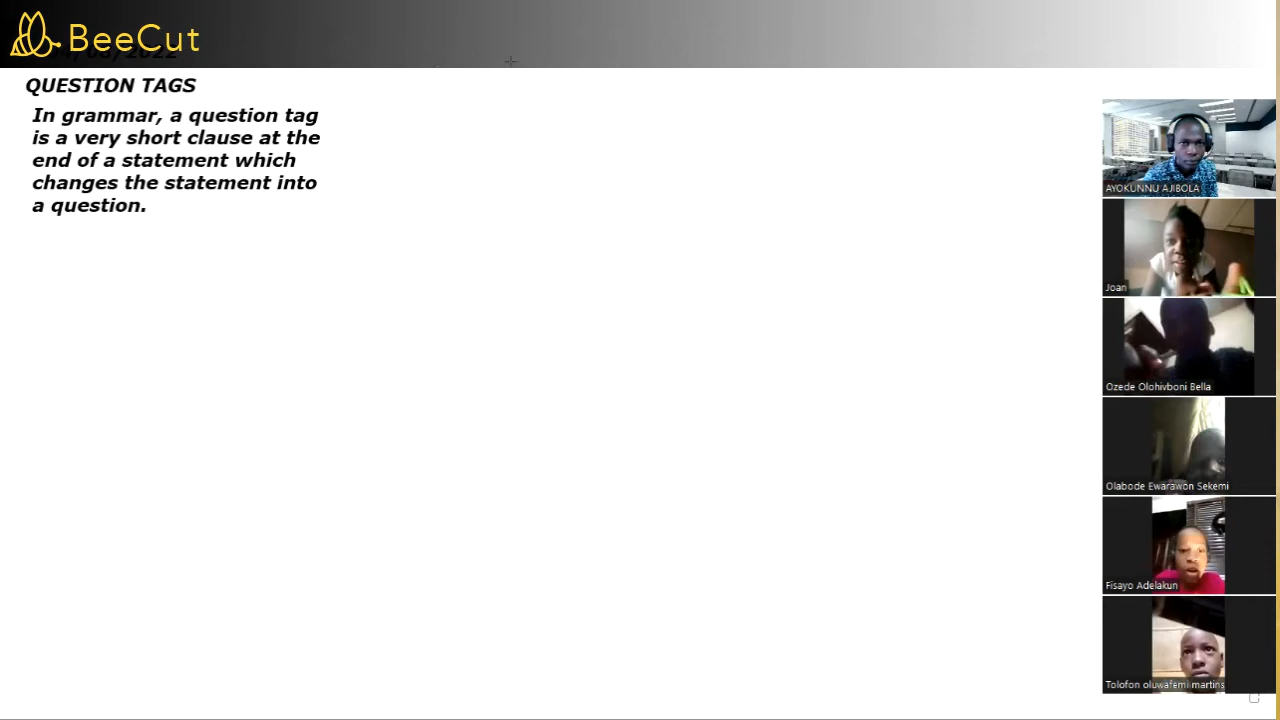 BeeCut
QUESTION TAGS
In grammar, a question tag
is a very short clause at the
end of a statement which
changes the statement into
a question.
AYOKUNNU AJIBOLA
Joan
Ozede Olohivboni Bella
Olabode Ewarawon Sekemi
Fisayo Adelakun
Tolofon oluwafemi martins